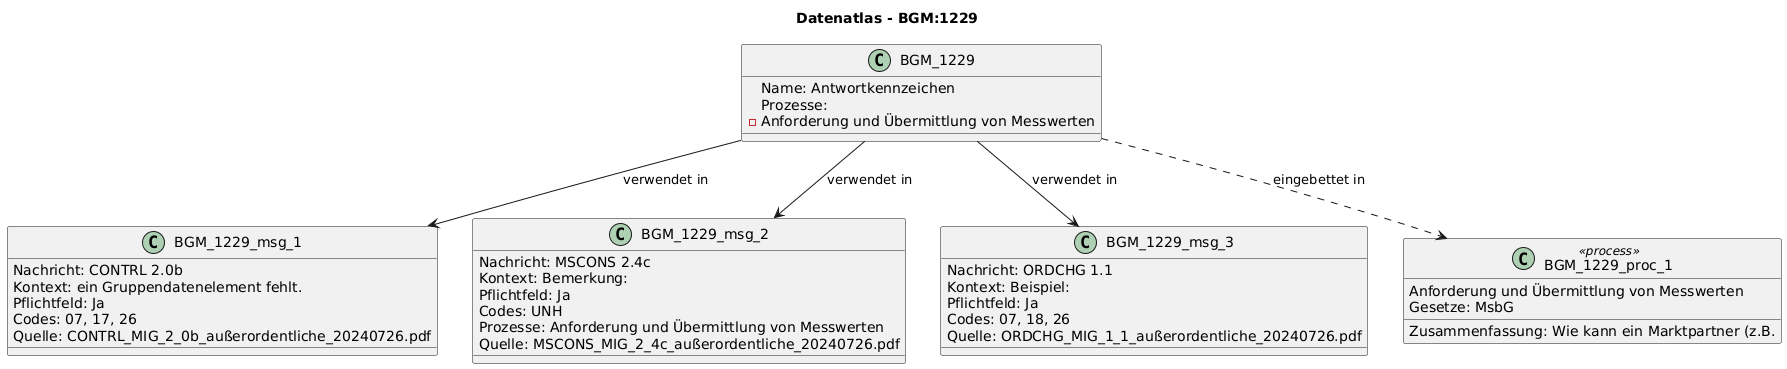 Datenatlas - BGM:1229
C BGM_1229
Name: Antwortkennzeichen
Prozesse:
Anforderung und Übermittlung von Messwerten
verwendet in
verwendet in
verwendet in
eingebettet in
C BGM_1229_msg_1
Nachricht: CONTRL 2.0b
Kontext: ein Gruppendatenelement fehlt.
Pflichtfeld: Ja
Codes: 07, 17, 26
Quelle: CONTRL_MIG_2_0b_außerordentliche_20240726.pdf
C BGM_1229_msg_2
Nachricht: MSCONS 2.4c
Kontext: Bemerkung:
Pflichtfeld: Ja
Codes: UNH
Prozesse: Anforderung und Übermittlung von Messwerten
Quelle: MSCONS_MIG_2_4c_außerordentliche_20240726.pdf
C BGM_1229_msg_3
Nachricht: ORDCHG 1.1
Kontext: Beispiel:
Pflichtfeld: Ja
Codes: 07, 18, 26
Quelle: ORDCHG_MIG_1_1_außerordentliche_20240726.pdf
«process»
C BGM_1229_proc_1
Anforderung und Übermittlung von Messwerten
Gesetze: MsbG
Zusammenfassung: Wie kann ein Marktpartner (z.B.